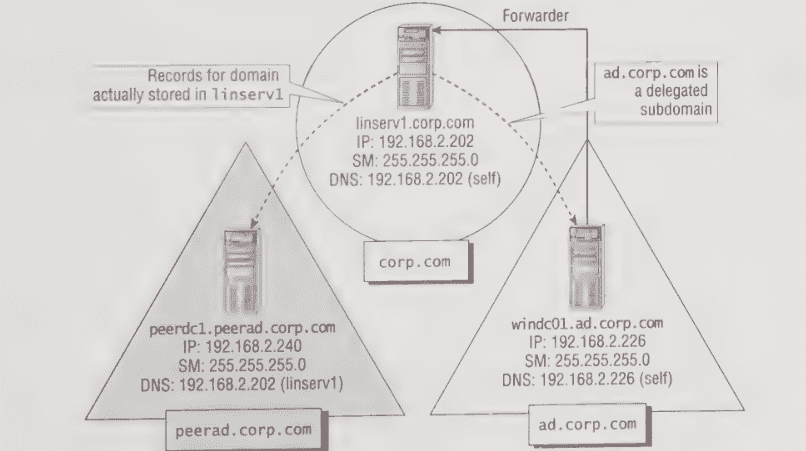 Forwarder
Records for domain
actually stored in linserv1
ad.corp.com is
a delegated
subdomain
linserv1.corp.com
IP: 192.168.2.202
SM: 255.255.255.0
DNS: 192.168.2.202 (self)
corp.com
peerdc1.peerad.corp.com
IP: 192.168.2.240
SM: 255.255.255.0
DNS: 192.168.2.202 (linserv1)
peerad.corp.com
windc01.ad.corp.com
IP: 192.168.2.226
SM: 255.255.255.0
DNS: 192.168.2.226 (self)
ad.corp.com